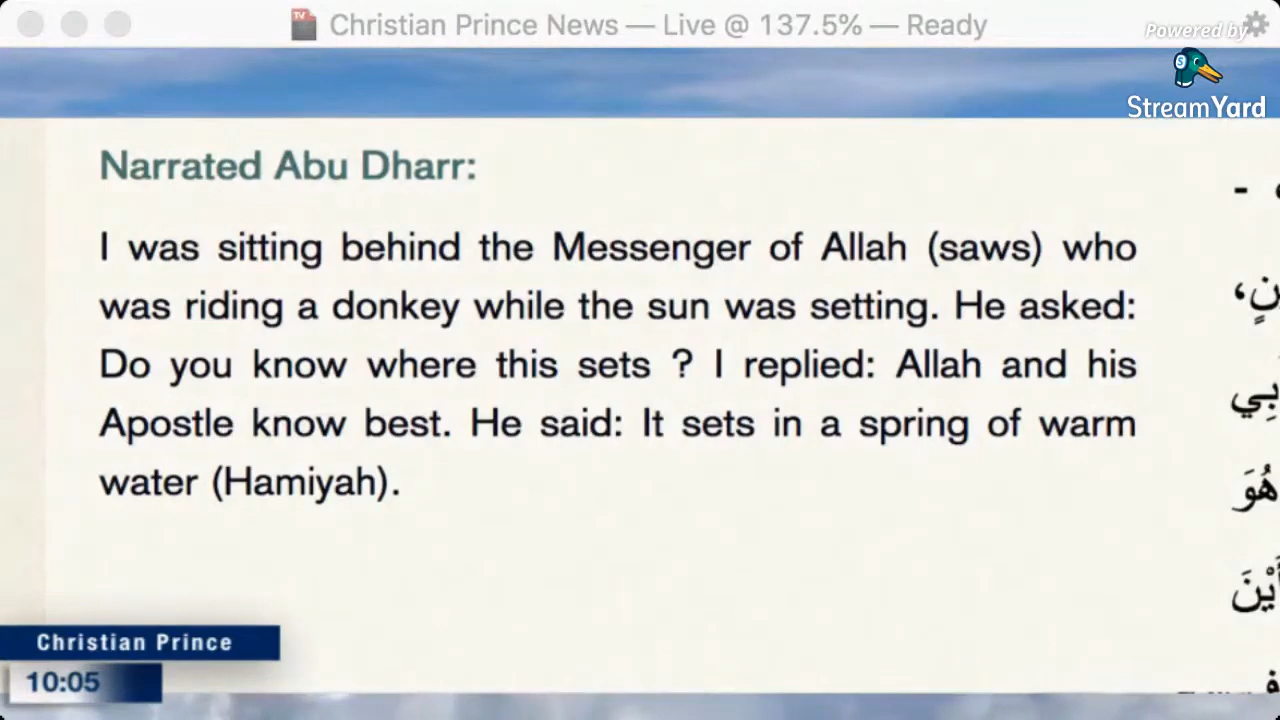 Christian Prince News — Live @ 137.5% — Ready
Powered by
StreamYard
Narrated Abu Dharr:
I was sitting behind the Messenger of Allah (saws) who
was riding a donkey while the sun was setting. He asked:
Do you know where this sets ? I replied: Allah and his
Apostle know best. He said: It sets in a spring of warm
water (Hamiyah).
هُوَ
Christian Prince
10:05